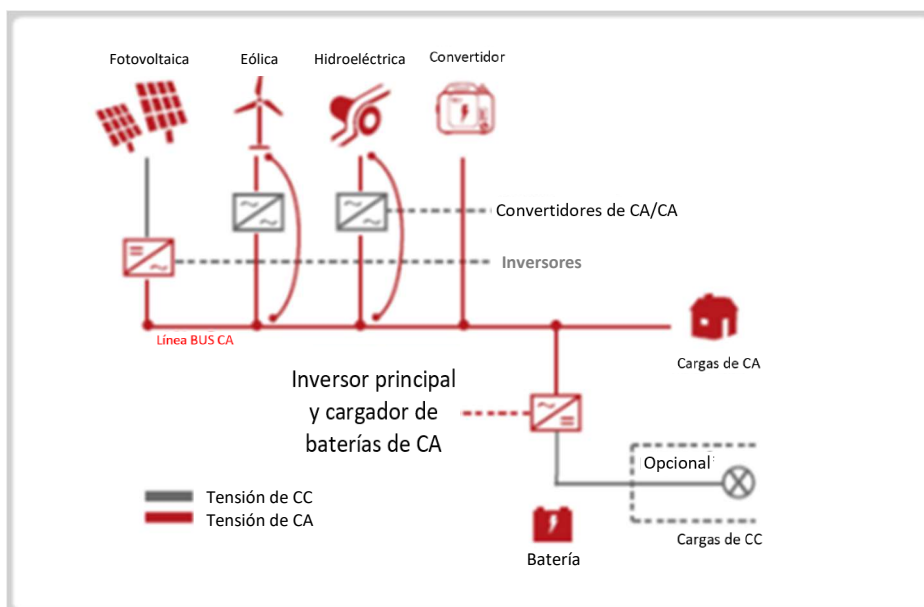 Fotovoltaica
Eólica
Hidroeléctrica
Convertidor
Convertidores de CA/CA
Inversores
Línea BUS CA
Cargas de CA
Inversor principal
y cargador de
baterías de CA
Opcional
Tensión de CC
Tensión de CA
Cargas de CC
Batería